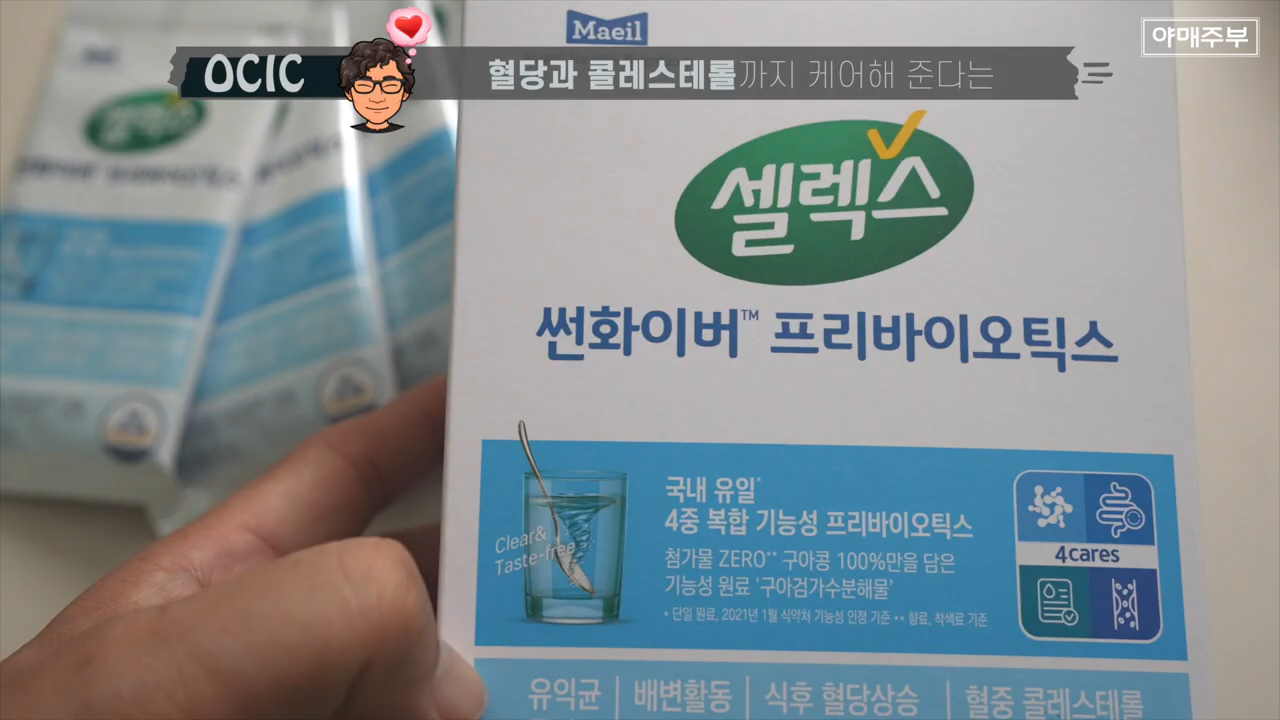 Maeil
OCIC
혈당과 콜레스테롤까지 케어해 준다는
야매주부
셀렉스
셀렉스
썬화이버™ 프리바이오틱스
Clear&
Taste-free
국내 유일*
4중 복합 기능성 프리바이오틱스
첨가물 ZERO** 구아콩 100%만을 담은
기능성 원료 '구아검가수분해물'
* 단일 원료, 2021년 1월 식약처 기능성 인정 기준 ** 향료, 착색료 기준
4cares
유익균 | 배변활동 | 식후 혈당상승 | 혈중 콜레스테롤